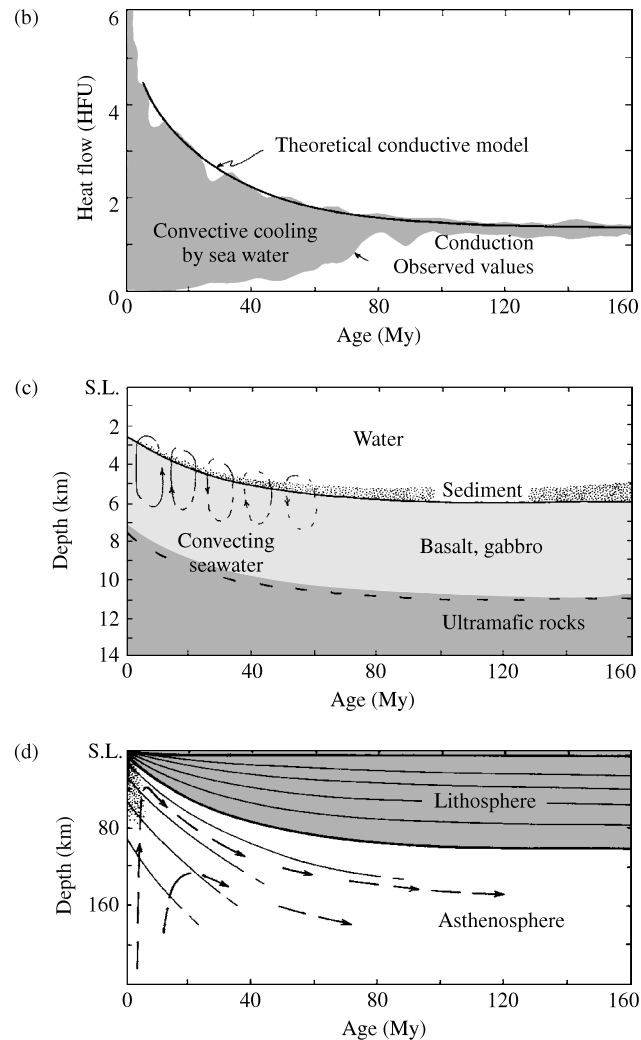 (b)
6
4
2
0
Heat flow (HFU)
Theoretical conductive model
Convective cooling
by sea water
Conduction
Observed values
0
40
80
120
160
Age (My)
(c)
S.L.
2
4
6
8
10
11
12
14
Depth (km)
Water
Sediment
Convecting
seawater
Basalt, gabbro
Ultramafic rocks
0
40
80
120
160
Age (My)
(d)
S.L.
80
160
Depth (km)
Lithosphere
Asthenosphere
0
40
80
120
160
Age (My)